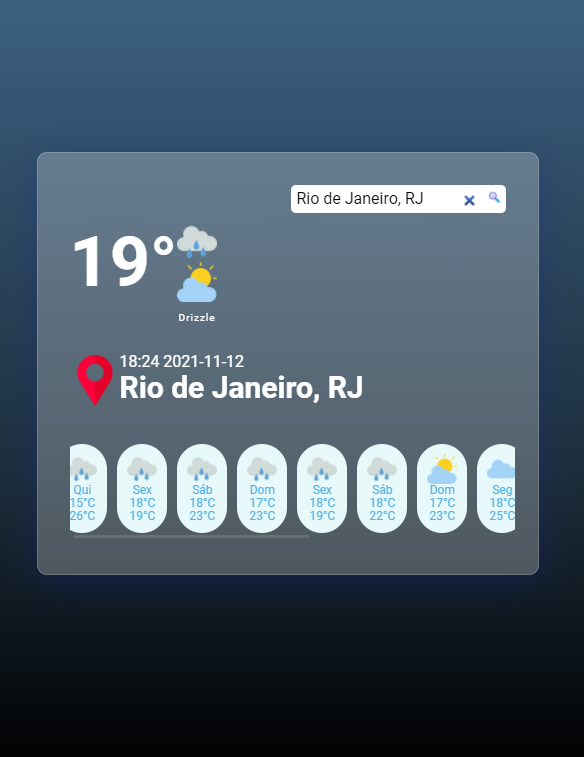 Rio de Janeiro, RJ
19°
Drizzle
18:24 2021-11-12
Rio de Janeiro, RJ
Qui Sex Sáb Dom Sex Sáb Dom Seg
15°C 18°C 18°C 17°C 18°C 18°C 17°C 18°C
26°C 19°C 23°C 23°C 19°C 22°C 23°C 25°C